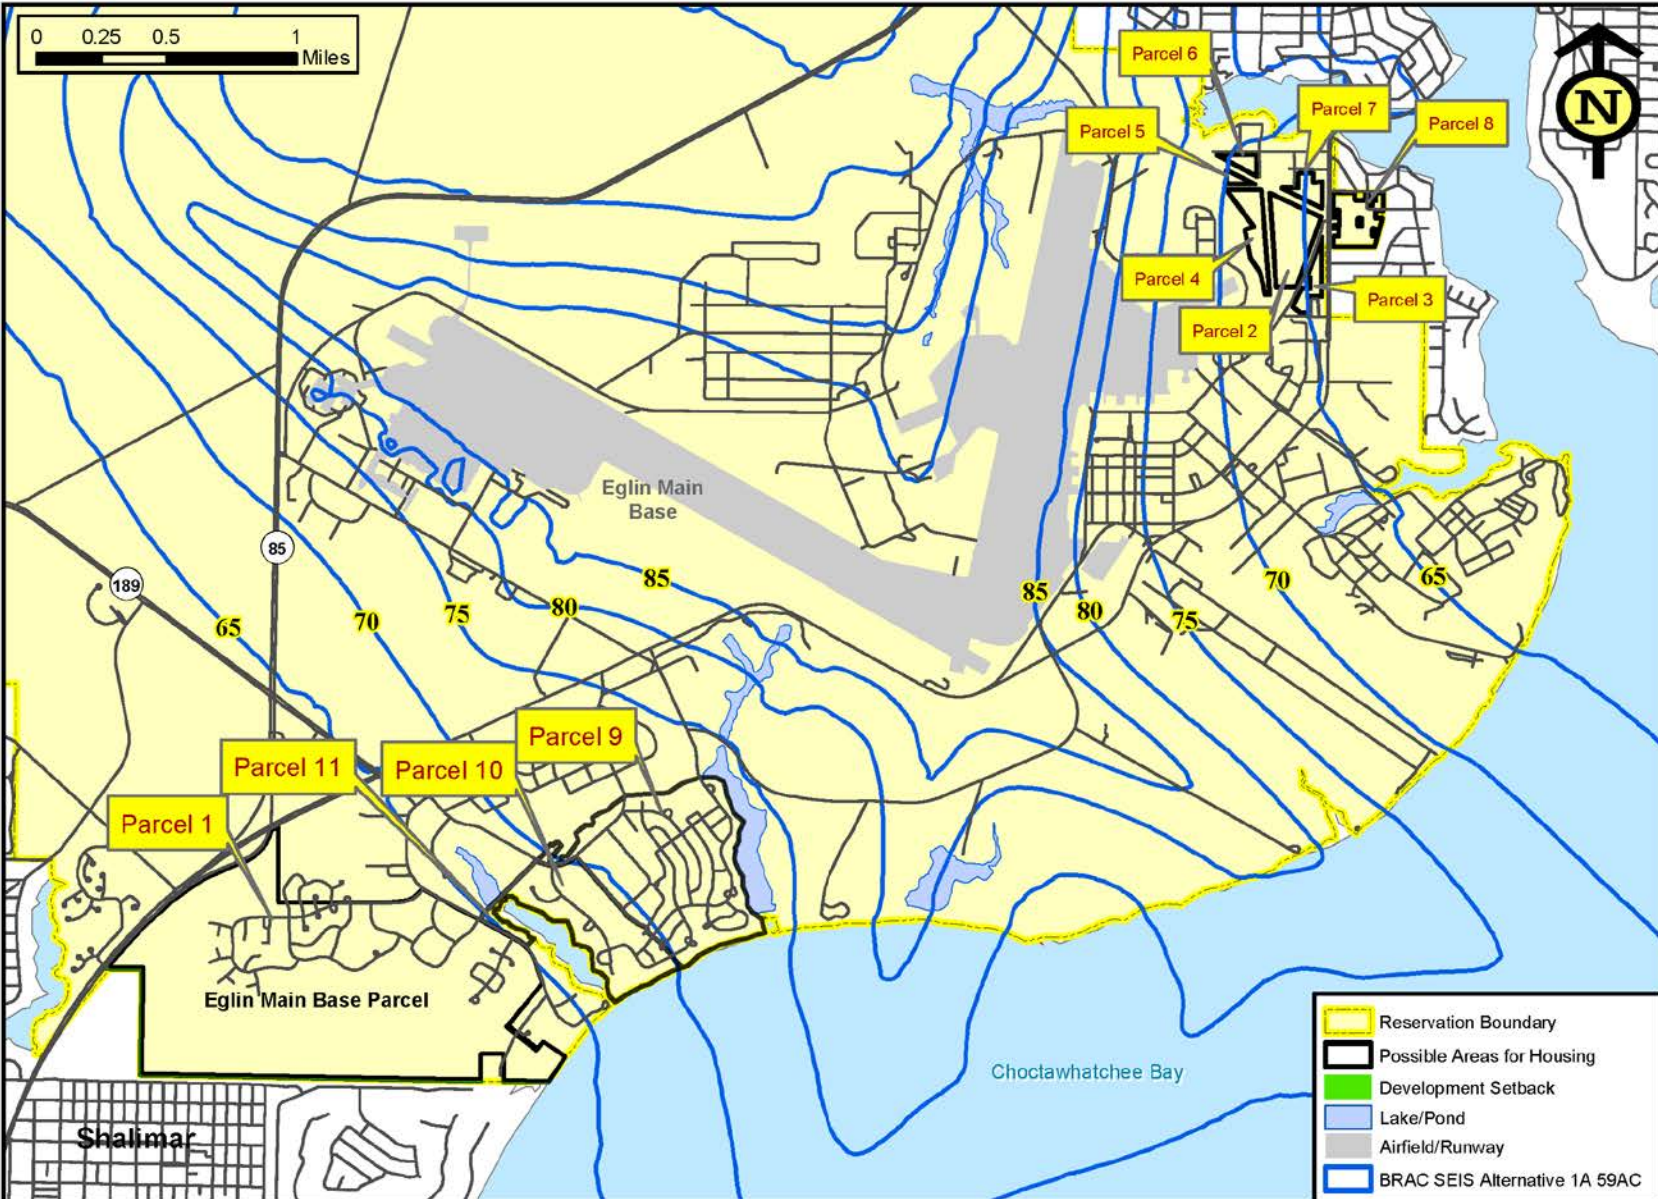 0 0.25 0.5 1
Miles
N
Parcel 6
Parcel 7
Parcel 5
Parcel 8
Parcel 4
Parcel 3
Parcel 2
Eglin Main
Base
85
189
65
70
75
80
85
85
80
75
70
65
Parcel 9
Parcel 11
Parcel 10
Parcel 1
Eglin Main Base Parcel
Choctawhatchee Bay
Shalimar
Reservation Boundary
Possible Areas for Housing
Development Setback
Lake/Pond
Airfield/Runway
BRAC SEIS Alternative 1A 59AC